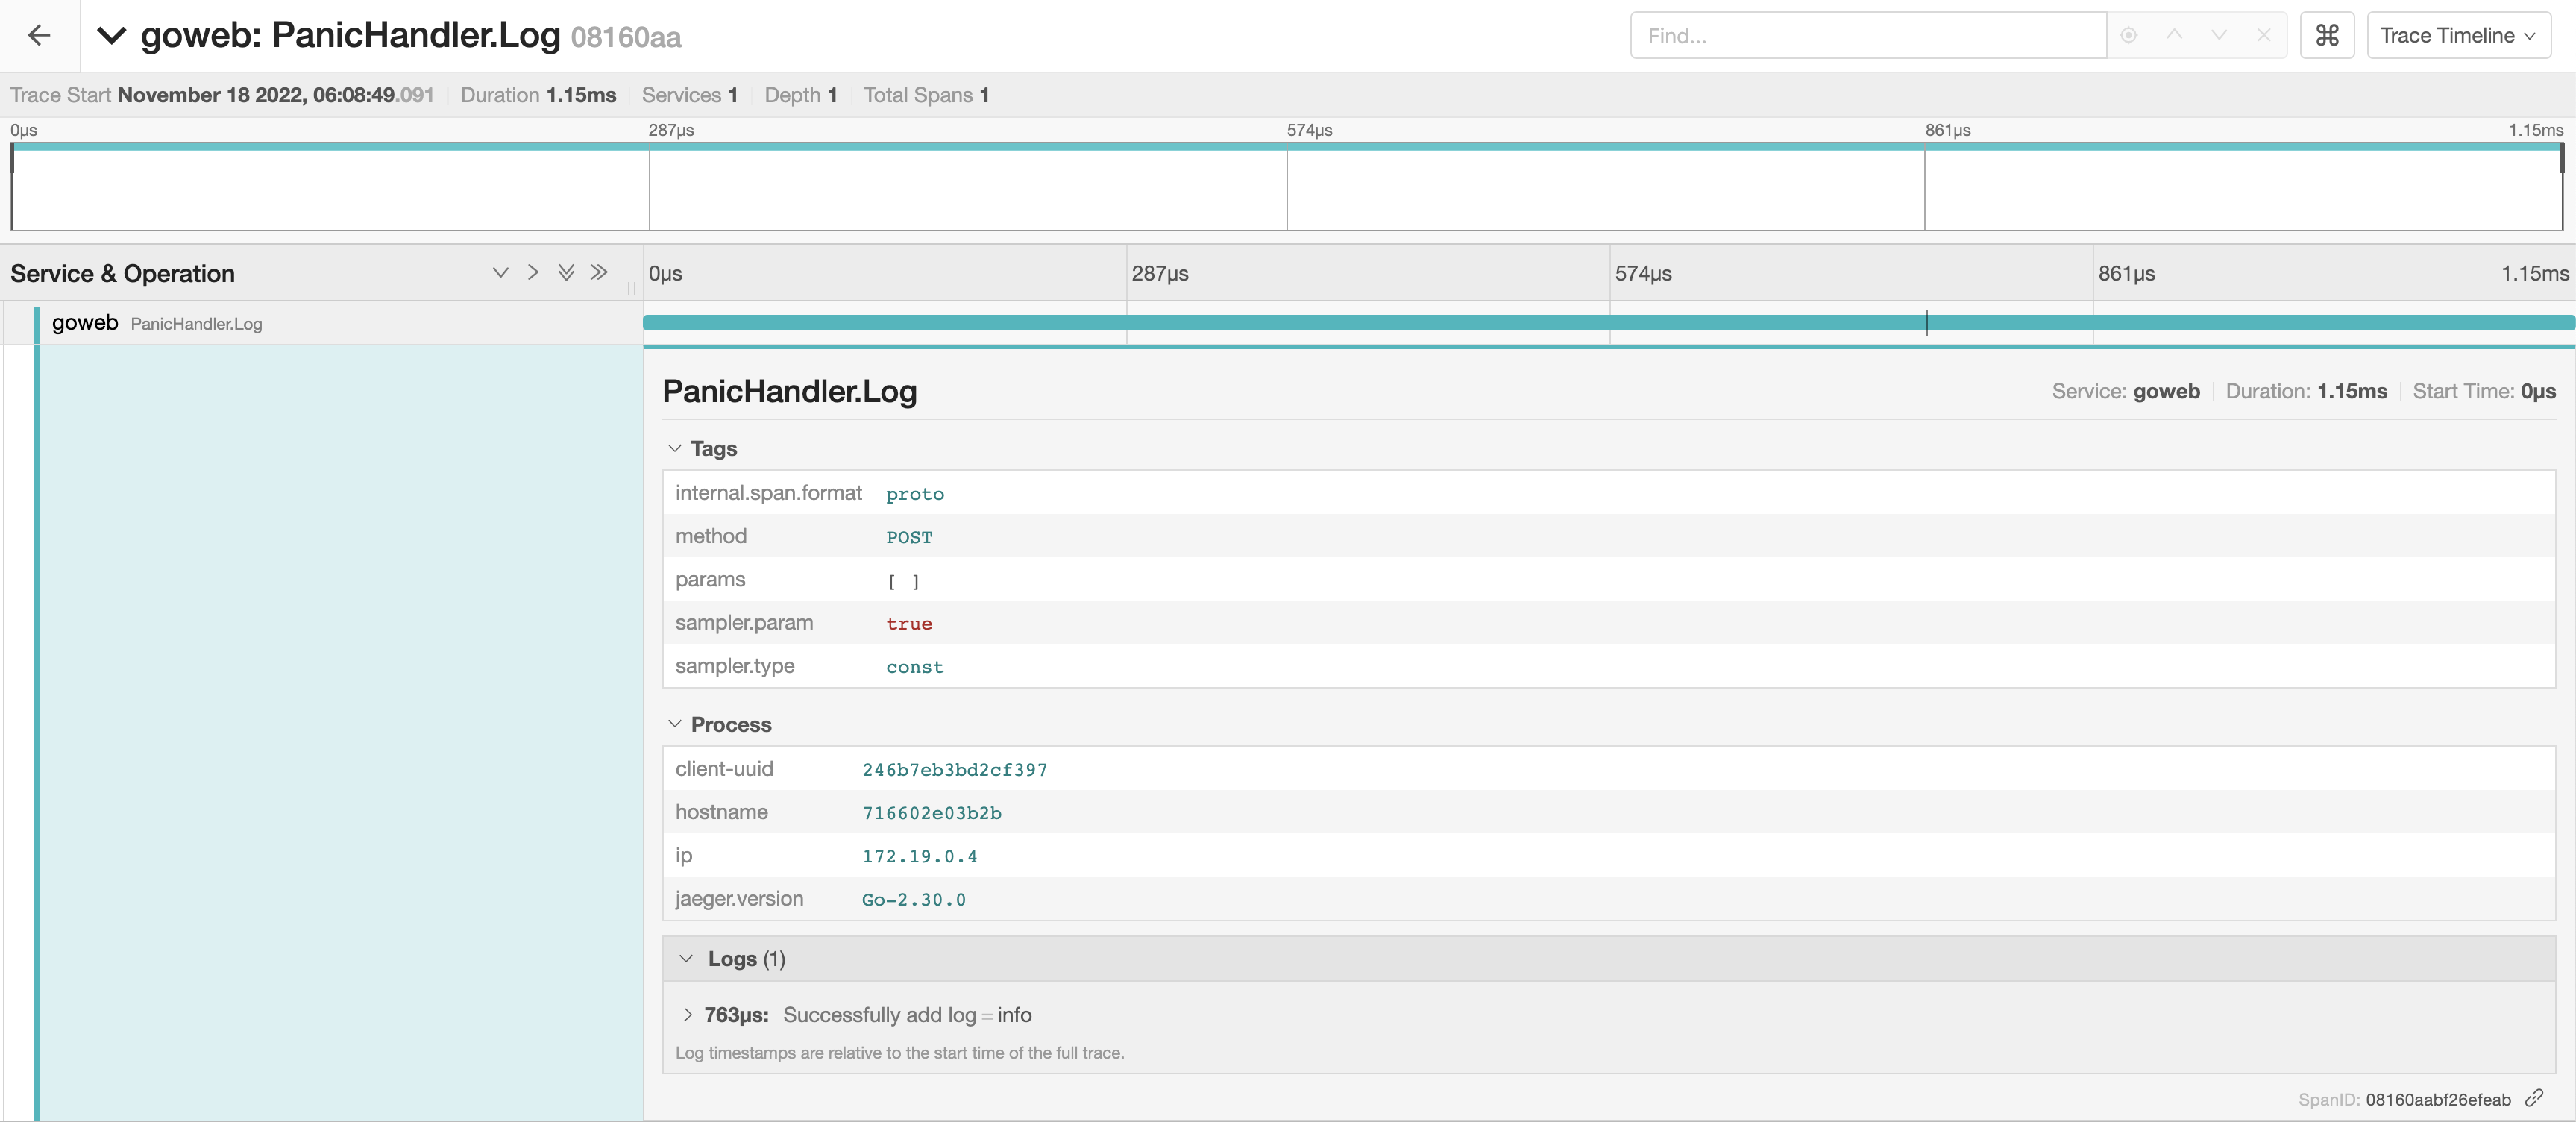 goweb: PanicHandler.Log 08160aa
Find...
Trace Timeline
Trace Start November 18 2022, 06:08:49.091 Duration 1.15ms Services 1 Depth 1 Total Spans 1
0μs 287μs 574μs 861μs 1.15ms
Service & Operation 0μs 287μs 574μs 861μs 1.15ms
goweb PanicHandler.Log
PanicHandler.Log Service: goweb Duration: 1.15ms Start Time: 0μs
Tags
internal.span.format proto
method POST
params [ ]
sampler.param true
sampler.type const
Process
client-uuid 246b7eb3bd2cf397
hostname 716602e03b2b
ip 172.19.0.4
jaeger.version Go-2.30.0
Logs (1)
763μs: Successfully add log = info
Log timestamps are relative to the start time of the full trace.
SpanID: 08160aabf26efeab